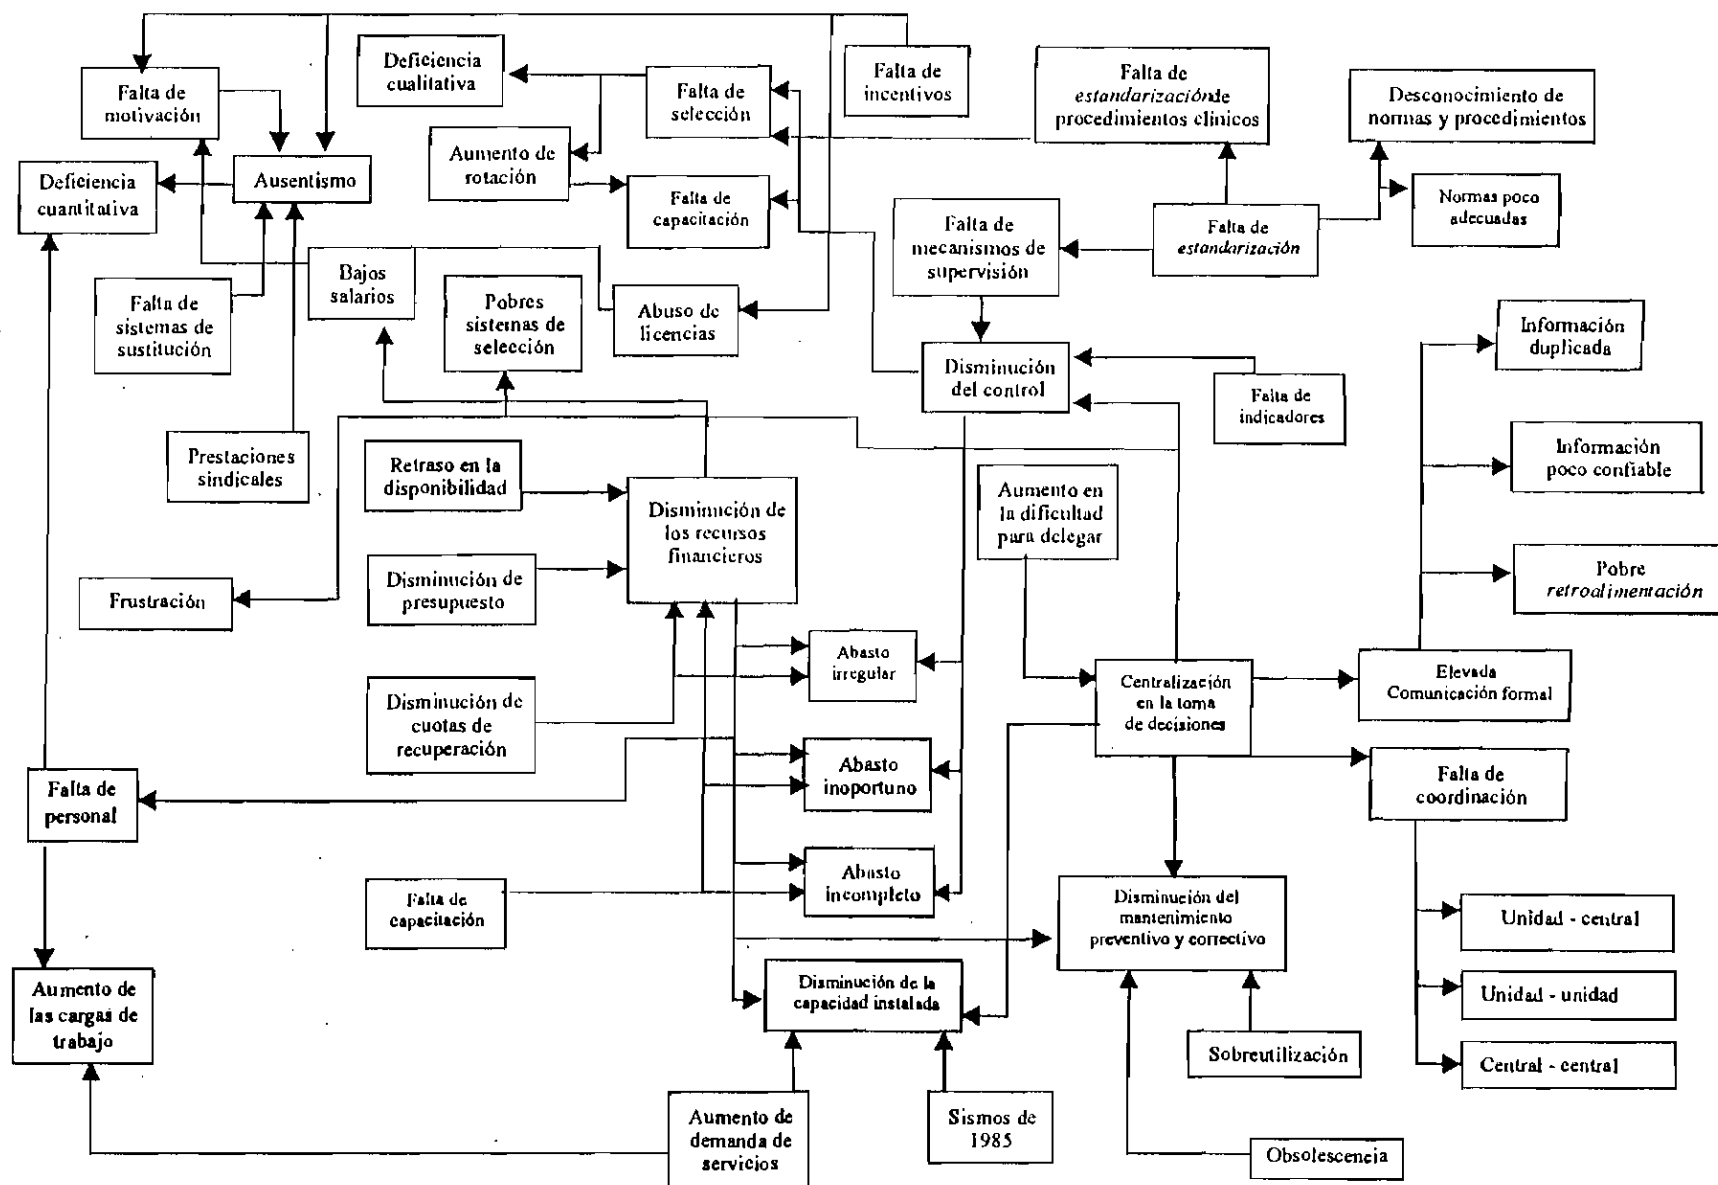 Falta de
motivación
Deficiencia
cualitativa
Falta de
selección
Falta de
incentivos
Falta de
estandarización de
procedimientos clínicos
Desconocimiento de
normas y procedimientos
Deficiencia
cuantitativa
Ausentismo
Aumento de
rotación
Falta de
capacitación
Falta de
mecanismos de
supervisión
Falta de
estandarización
Normas poco
adecuadas
Falta de
sistemas de
sustitución
Bajos
salarios
Pobres
sistemas de
selección
Abuso de
licencias
Disminución
del control
Falta de
indicadores
Información
duplicada
Prestaciones
sindicales
Retraso en la
disponibilidad
Disminución de
los recursos
financieros
Aumento en
la dificultad
para delegar
Información
poco confiable
Frustración
Disminución de
presupuesto
Pobre
retroalimentación
Disminución de
cuotas de
recuperación
Abasto
irregular
Centralización
en la toma
de decisiones
Elevada
Comunicación formal
Falta de
personal
Abasto
inoportuno
Falta de
coordinación
Falta de
capacitación
Abasto
incompleto
Disminución del
mantenimiento
preventivo y correctivo
Unidad - central
Aumento de
las cargas de
trabajo
Disminución de la
capacidad instalada
Unidad - unidad
Sobreutilización
Central - central
Aumento de
demanda de
servicios
Sismos de
1985
Obsolescencia